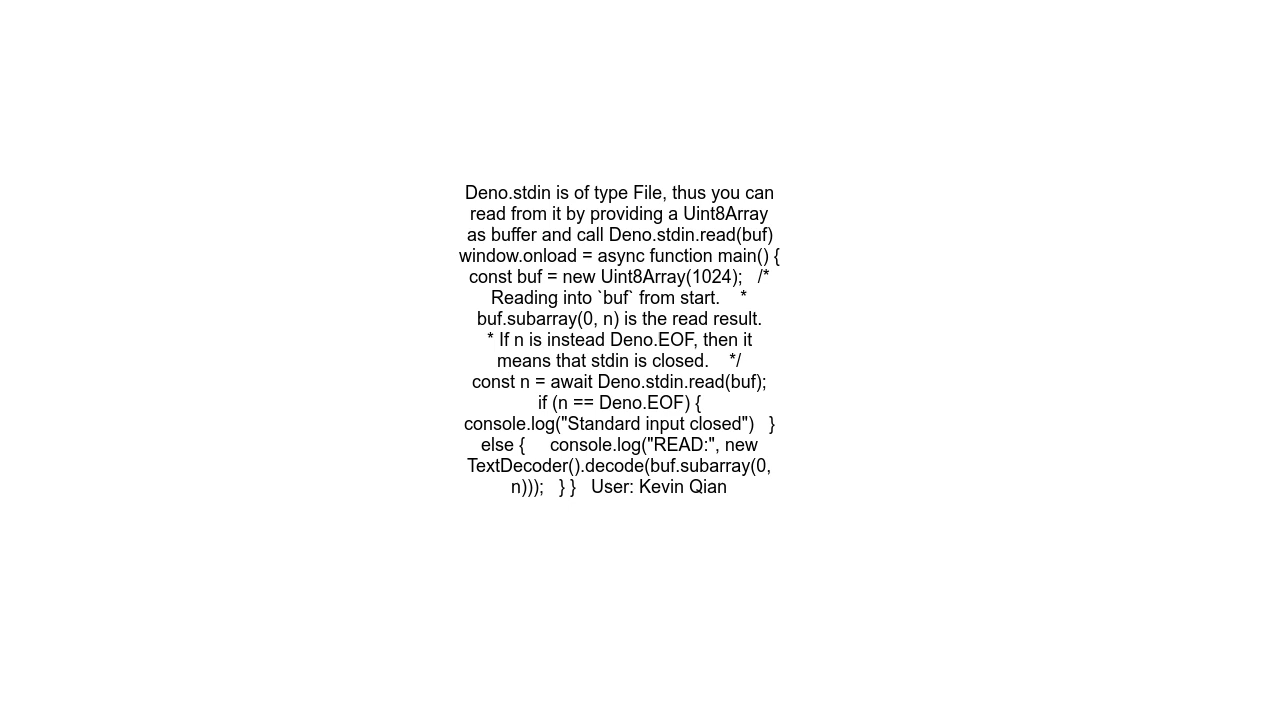 Deno.stdin is of type File, thus you can
read from it by providing a Uint8Array
as buffer and call Deno.stdin.read(buf)
window.onload = async function main() {
const buf = new Uint8Array(1024);   /*
Reading into `buf` from start.    *
buf.subarray(0, n) is the read result.
* If n is instead Deno.EOF, then it
means that stdin is closed.    */
const n = await Deno.stdin.read(buf);
if (n == Deno.EOF) {
console.log("Standard input closed")   }
else {     console.log("READ:", new
TextDecoder().decode(buf.subarray(0,
n)));   } }   User: Kevin Qian